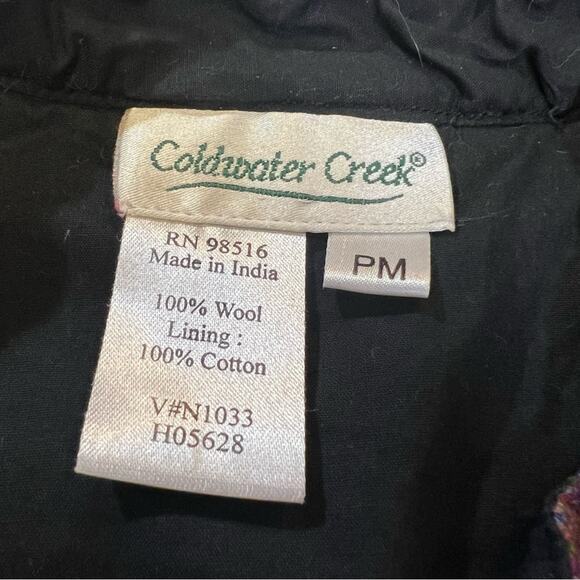 Coldwater Creek®
PM
RN 98516
Made in India
100% Wool
Lining :
100% Cotton
V#N1033
H05628